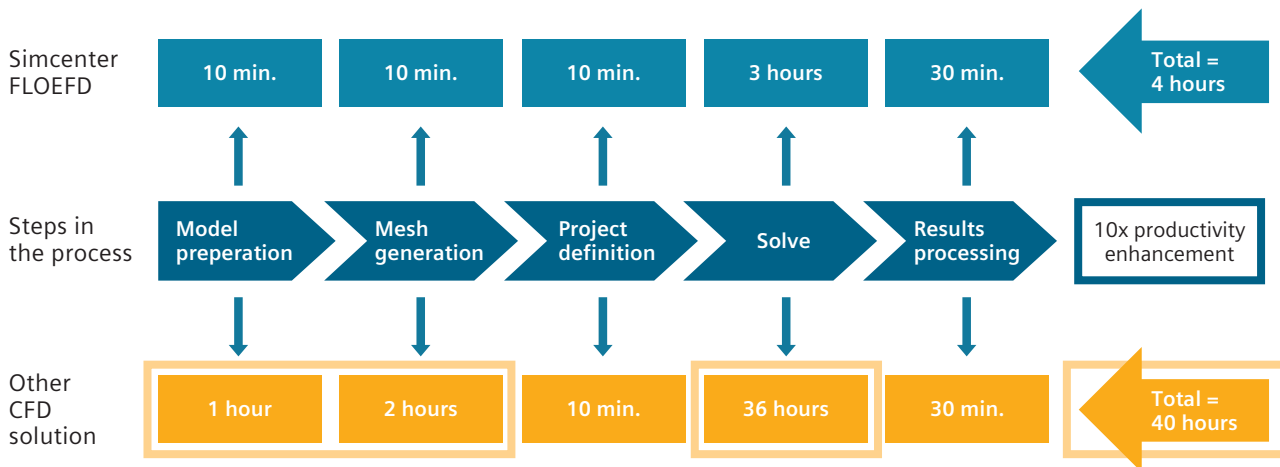 Simcenter
FLOEFD
10 min.
10 min.
10 min.
3 hours
30 min.
Total =
4 hours
Steps in
the process
Model
preperation
Mesh
generation
Project
definition
Solve
Results
processing
10x productivity
enhancement
Other
CFD
solution
1 hour
2 hours
10 min.
36 hours
30 min.
Total =
40 hours